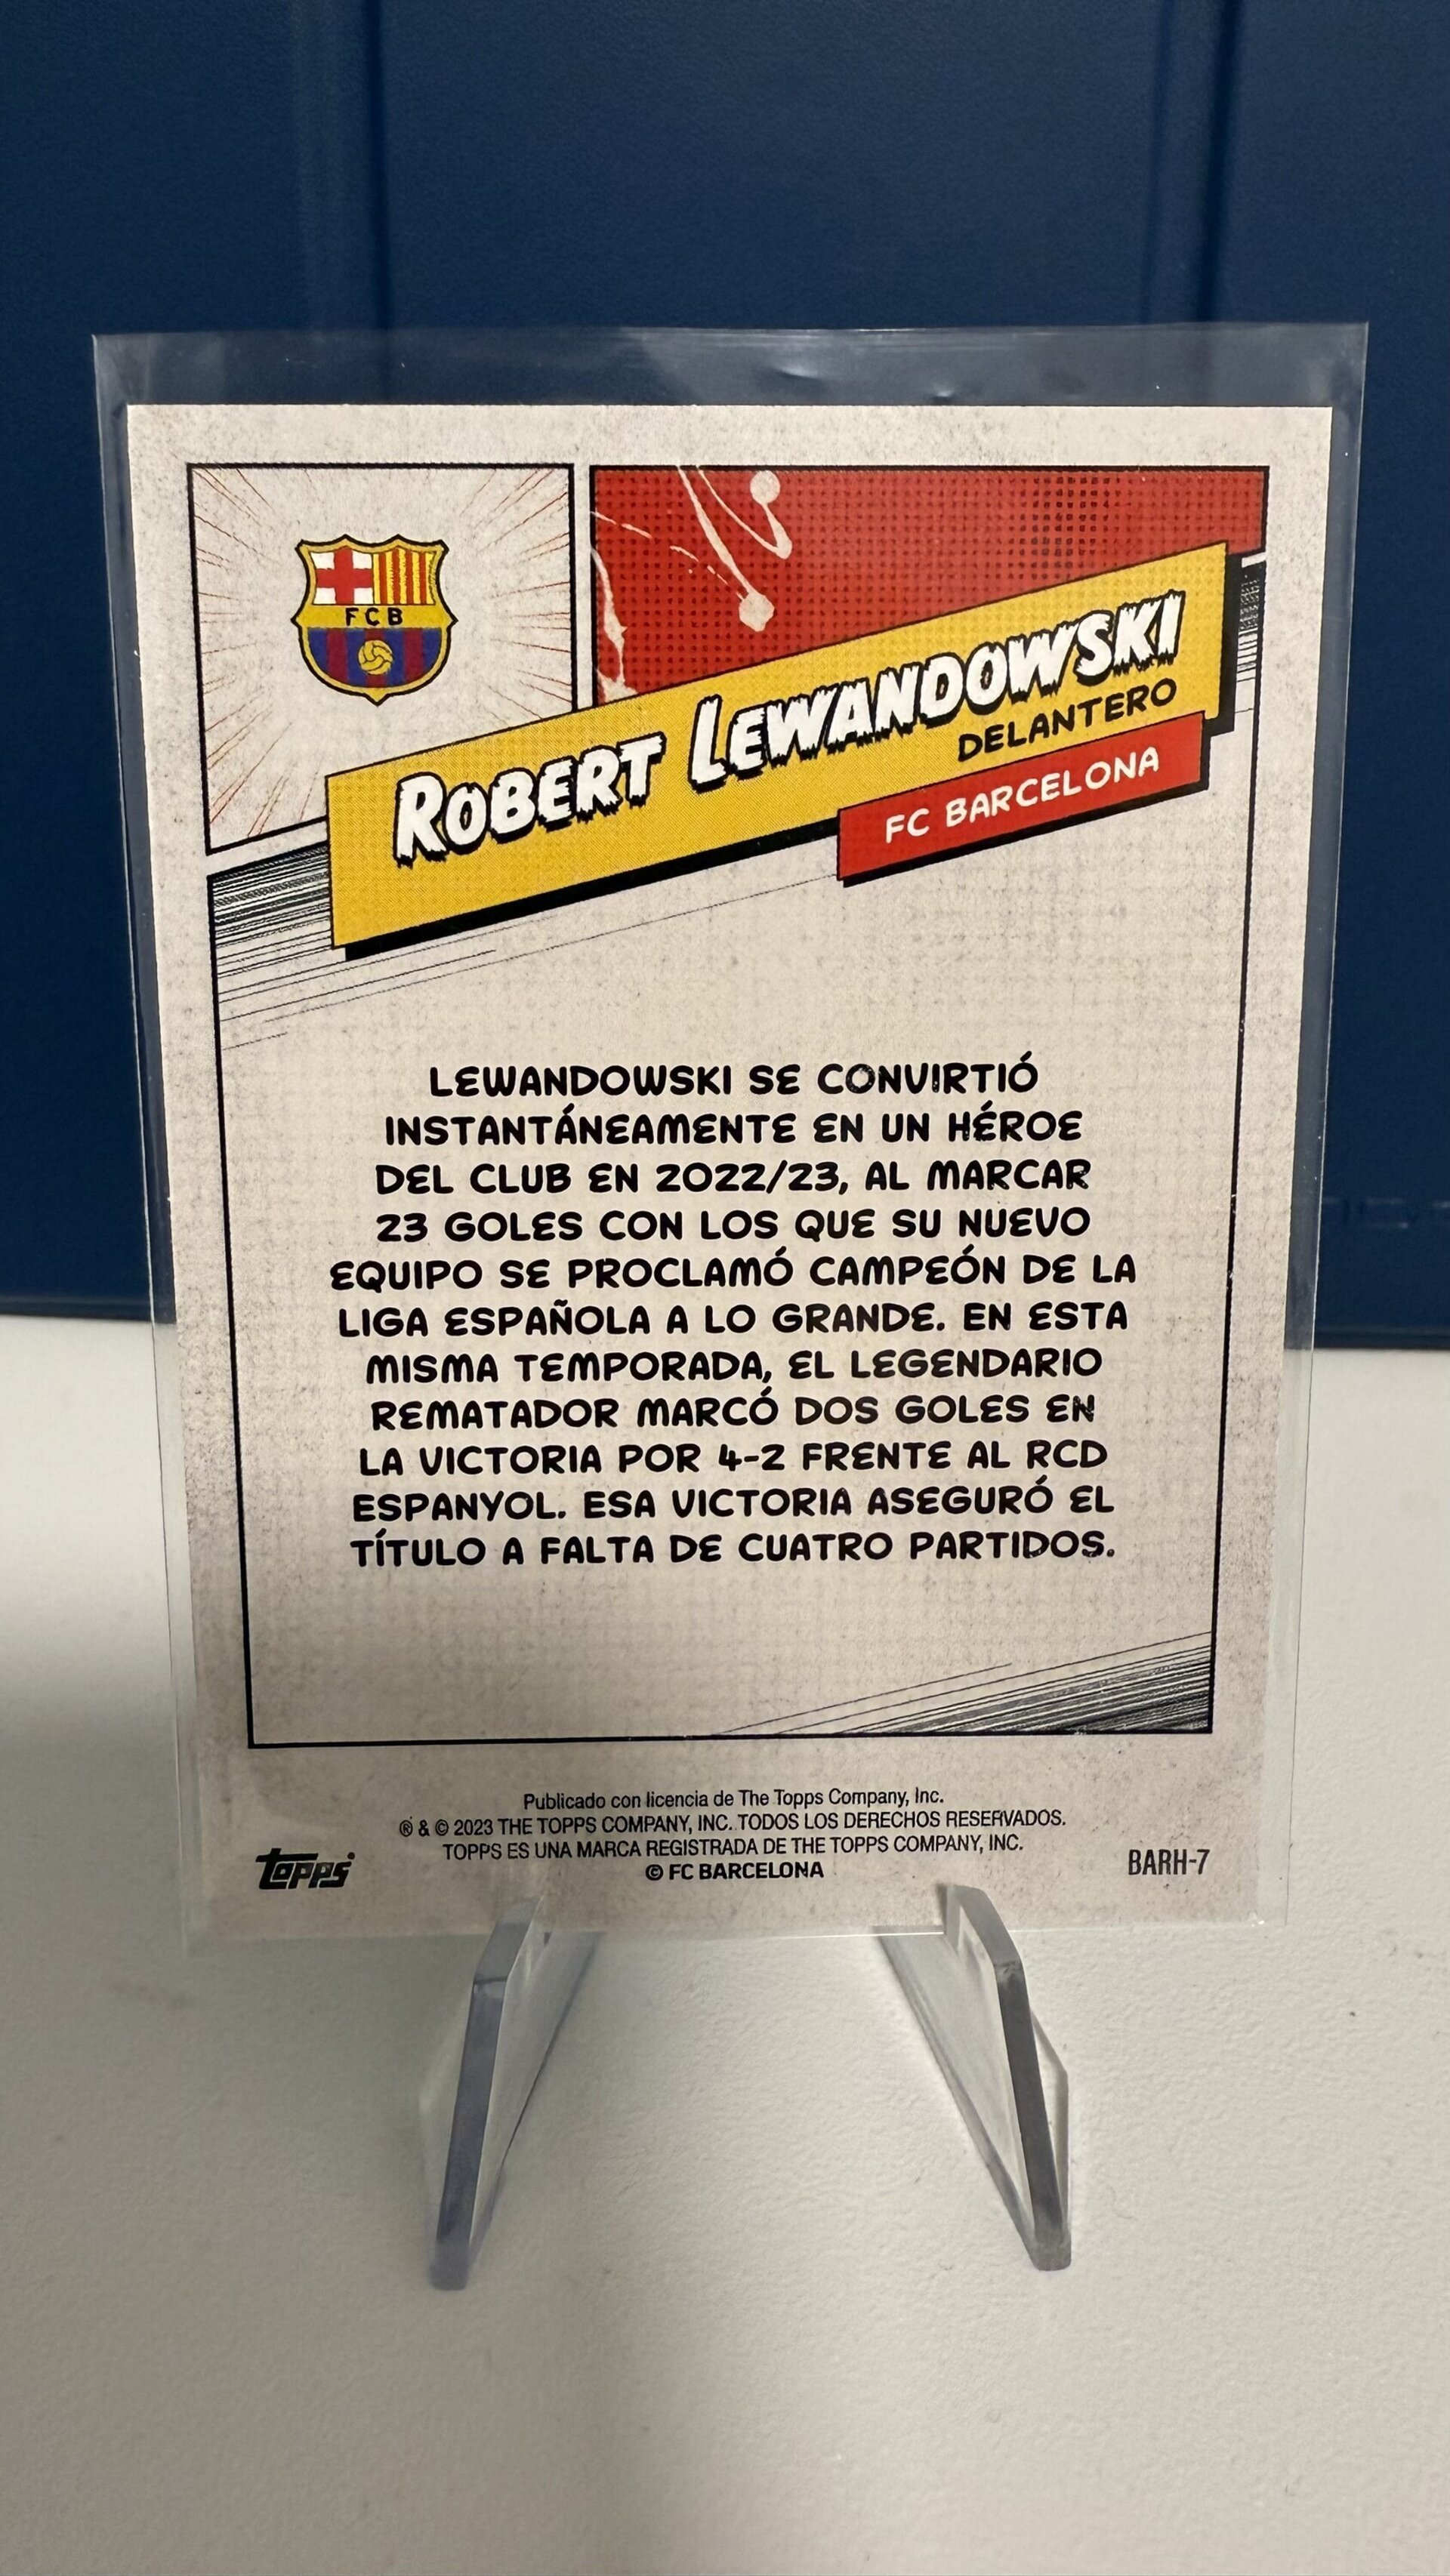 FCB
ROBERT LEWANDOWSKI
DELANTERO
FC BARCELONA
LEWANDOWSKI SE CONVIRTIÓ
INSTANTÁNEAMENTE EN UN HÉROE
DEL CLUB EN 2022/23, AL MARCAR
23 GOLES CON LOS QUE SU NUEVO
EQUIPO SE PROCLAMÓ CAMPEÓN DE LA
LIGA ESPAÑOLA A LO GRANDE. EN ESTA
MISMA TEMPORADA, EL LEGENDARIO
REMATADOR MARCÓ DOS GOLES EN
LA VICTORIA POR 4-2 FRENTE AL RCD
ESPANYOL. ESA VICTORIA ASEGURÓ EL
TÍTULO A FALTA DE CUATRO PARTIDOS.
Publicado con licencia de The Topps Company, Inc.
® & © 2023 THE TOPPS COMPANY, INC. TODOS LOS DERECHOS RESERVADOS.
TOPPS ES UNA MARCA REGISTRADA DE THE TOPPS COMPANY, INC.
© FC BARCELONA
topps
BARH-7